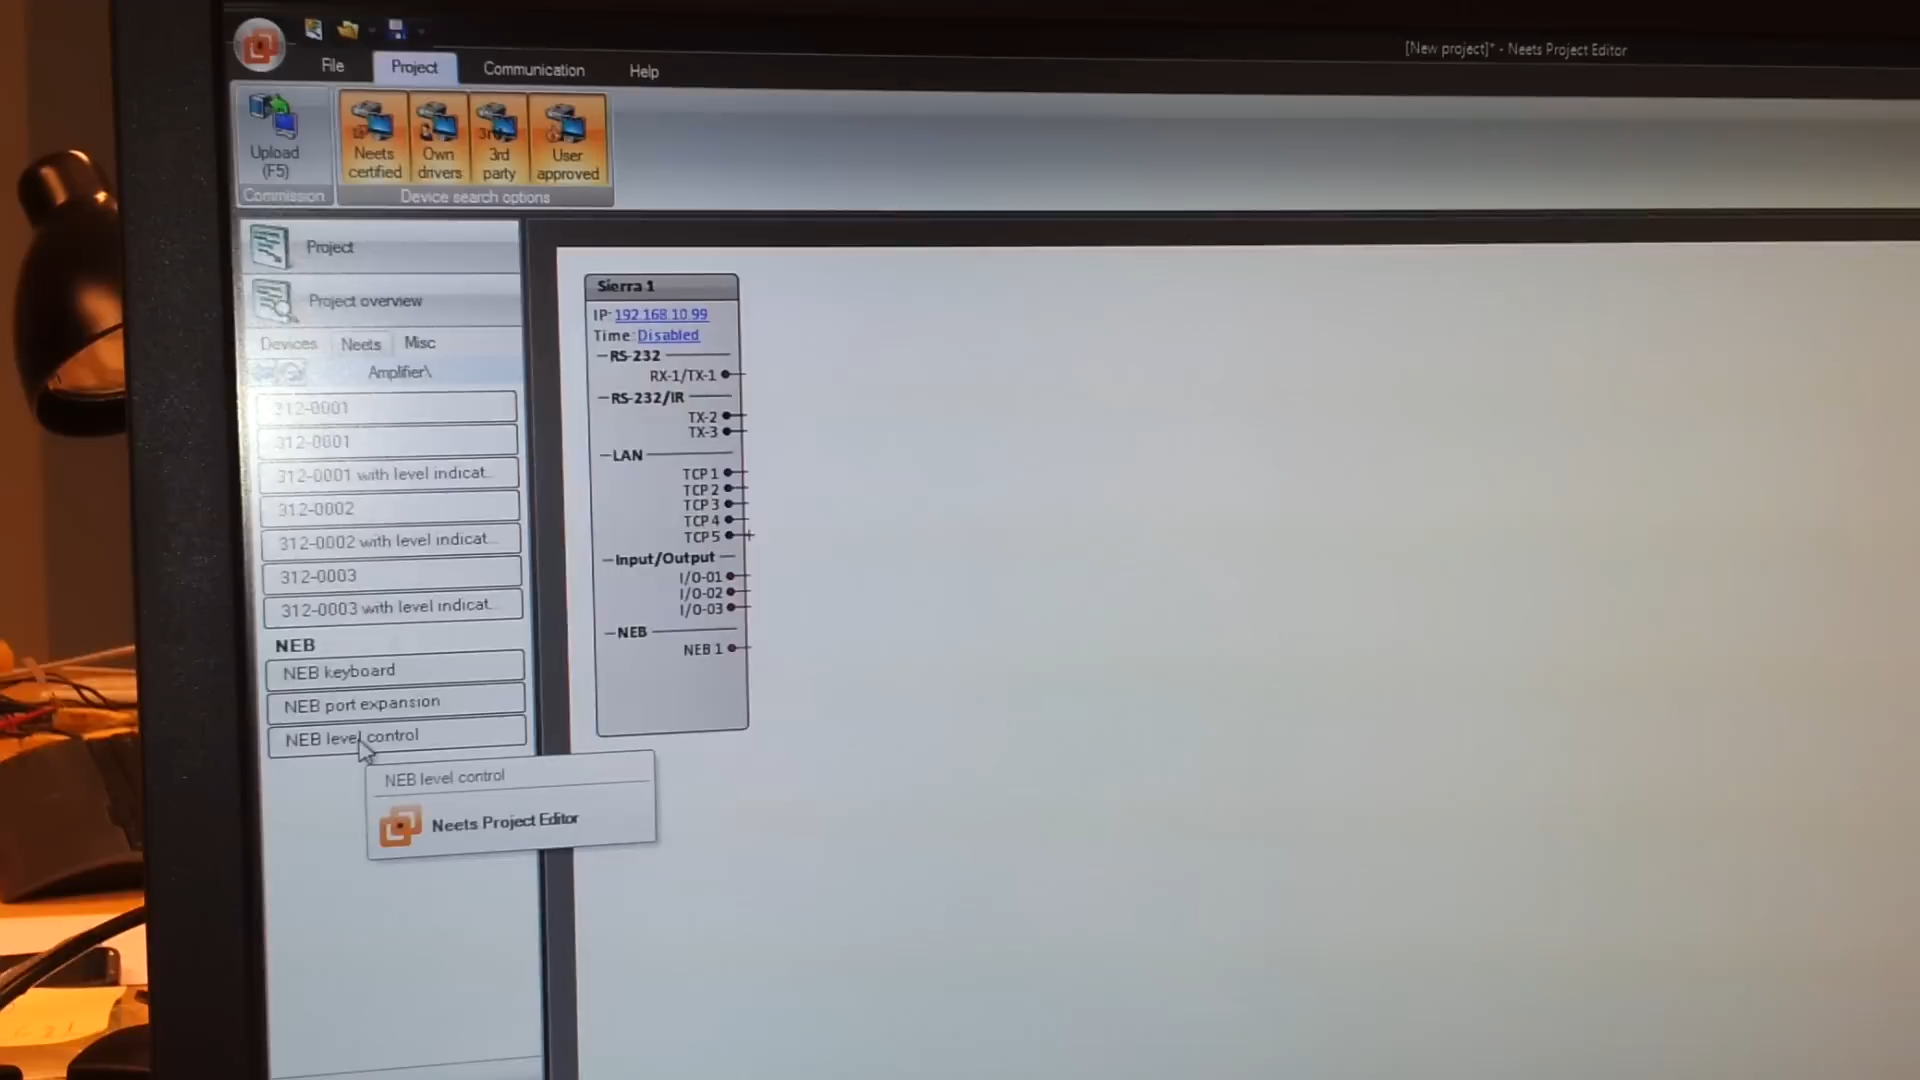 [New project]* - Neets Project Editor
File
Project
Communication
Help
Upload
(F5)
Commission
Neets
certified
Own
drivers
3rd
party
User
approved
Device search options
Project
Project overview
Devices
Neets
Misc
Amplifier\
312-0001
312-0001
312-0001 with level indicat...
312-0002
312-0002 with level indicat...
312-0003
312-0003 with level indicat...
NEB
NEB keyboard
NEB port expansion
NEB level control
NEB level control
Neets Project Editor
Sierra 1
IP: 192.168.10.99
Time: Disabled
RS-232
RX-1/TX-1
RS-232/IR
TX-2
TX-3
LAN
TCP 1
TCP 2
TCP 3
TCP 4
TCP 5
Input/Output
I/O-01
I/O-02
I/O-03
NEB
NEB 1